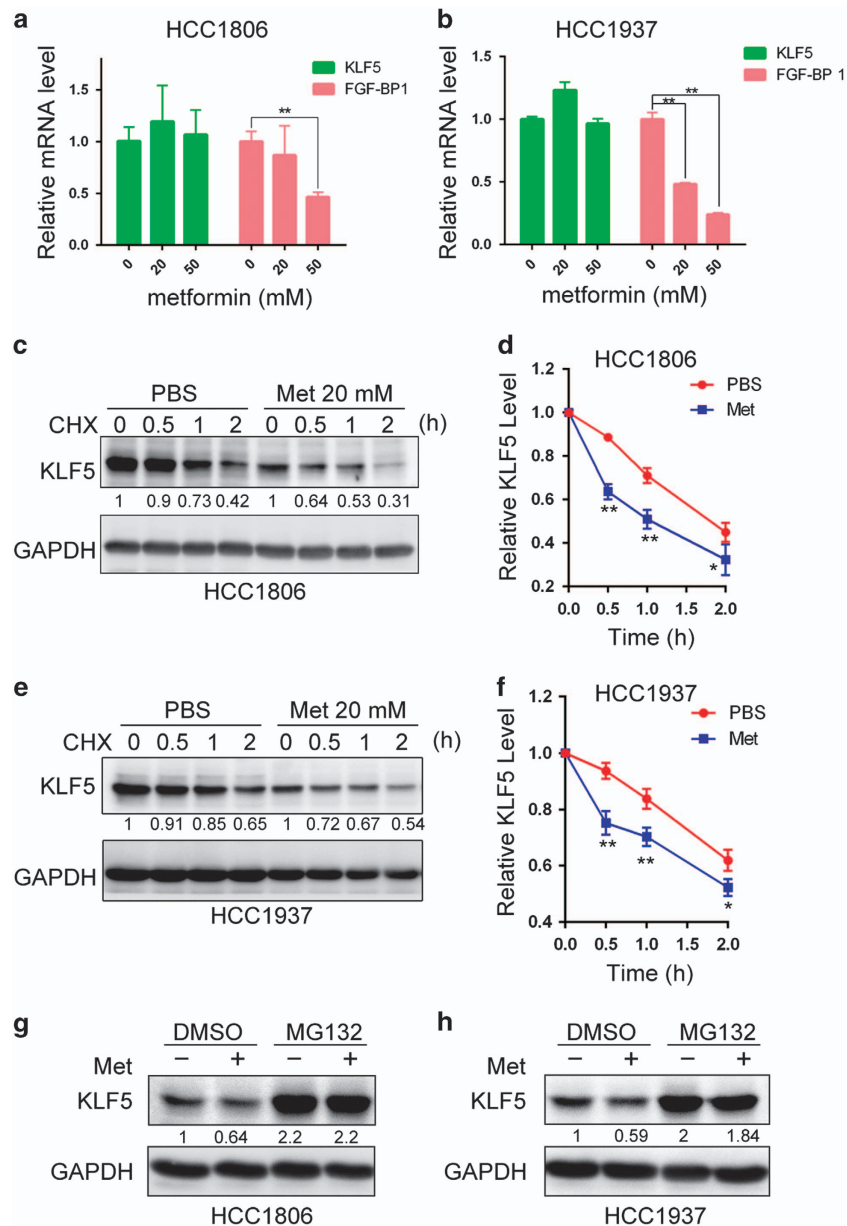 a
HCC1806
Relative mRNA level
1.5
1.0
0.5
0.0
KLF5
FGF-BP1
**
0 20 50 0 20 50
metformin (mM)
b
HCC1937
Relative mRNA level
1.5
1.0
0.5
0.0
KLF5
FGF-BP 1
**
**
0 20 50 0 20 50
metformin (mM)
c
PBS Met 20 mM
CHX 0 0.5 1 2 0 0.5 1 2 (h)
KLF5
1 0.9 0.73 0.42 1 0.64 0.53 0.31
GAPDH
HCC1806
d
HCC1806
Relative KLF5 Level
1.2
1.0
0.8
0.6
0.4
0.2
PBS
Met
**
**
*
0.0 0.5 1.0 1.5 2.0
Time (h)
e
PBS Met 20 mM
CHX 0 0.5 1 2 0 0.5 1 2 (h)
KLF5
1 0.91 0.85 0.65 1 0.72 0.67 0.54
GAPDH
HCC1937
f
HCC1937
Relative KLF5 Level
1.2
1.0
0.8
0.6
0.4
PBS
Met
**
**
*
0.0 0.5 1.0 1.5 2.0
Time (h)
g
DMSO MG132
Met − + − +
KLF5
1 0.64 2.2 2.2
GAPDH
HCC1806
h
DMSO MG132
Met − + − +
KLF5
1 0.59 2 1.84
GAPDH
HCC1937